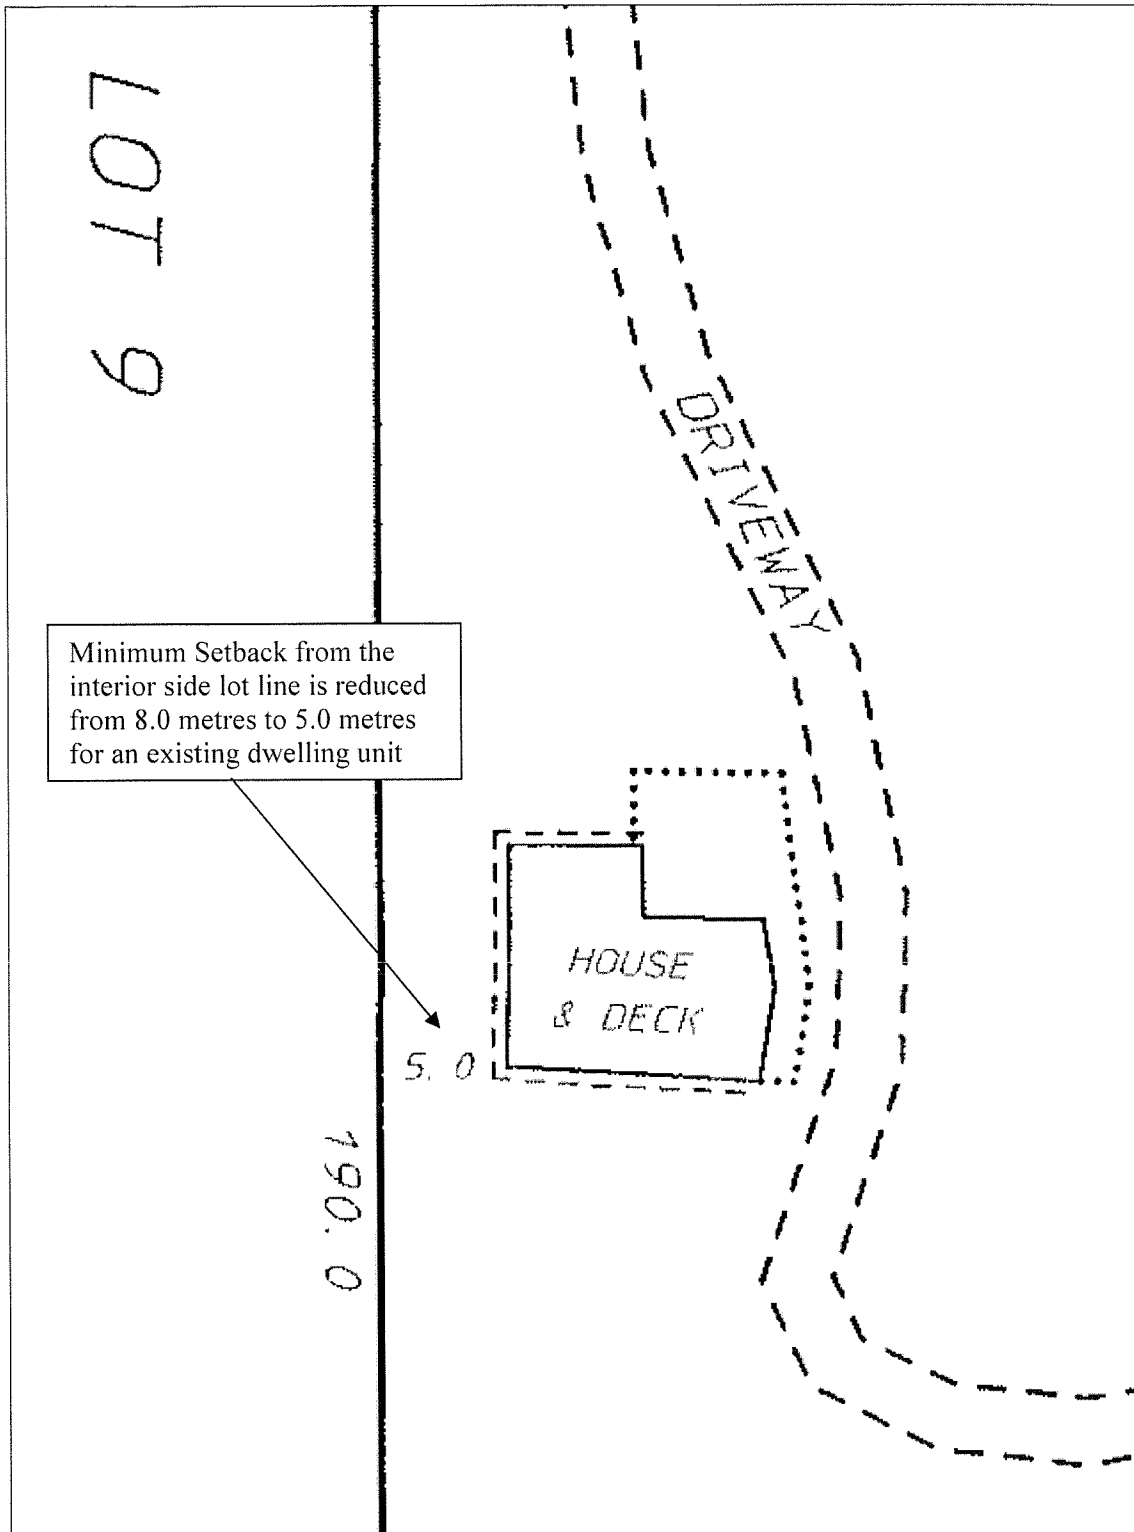 LOT 9
DRIVEWAY
Minimum Setback from the
interior side lot line is reduced
from 8.0 metres to 5.0 metres
for an existing dwelling unit
HOUSE
& DECK
5.0
190.0